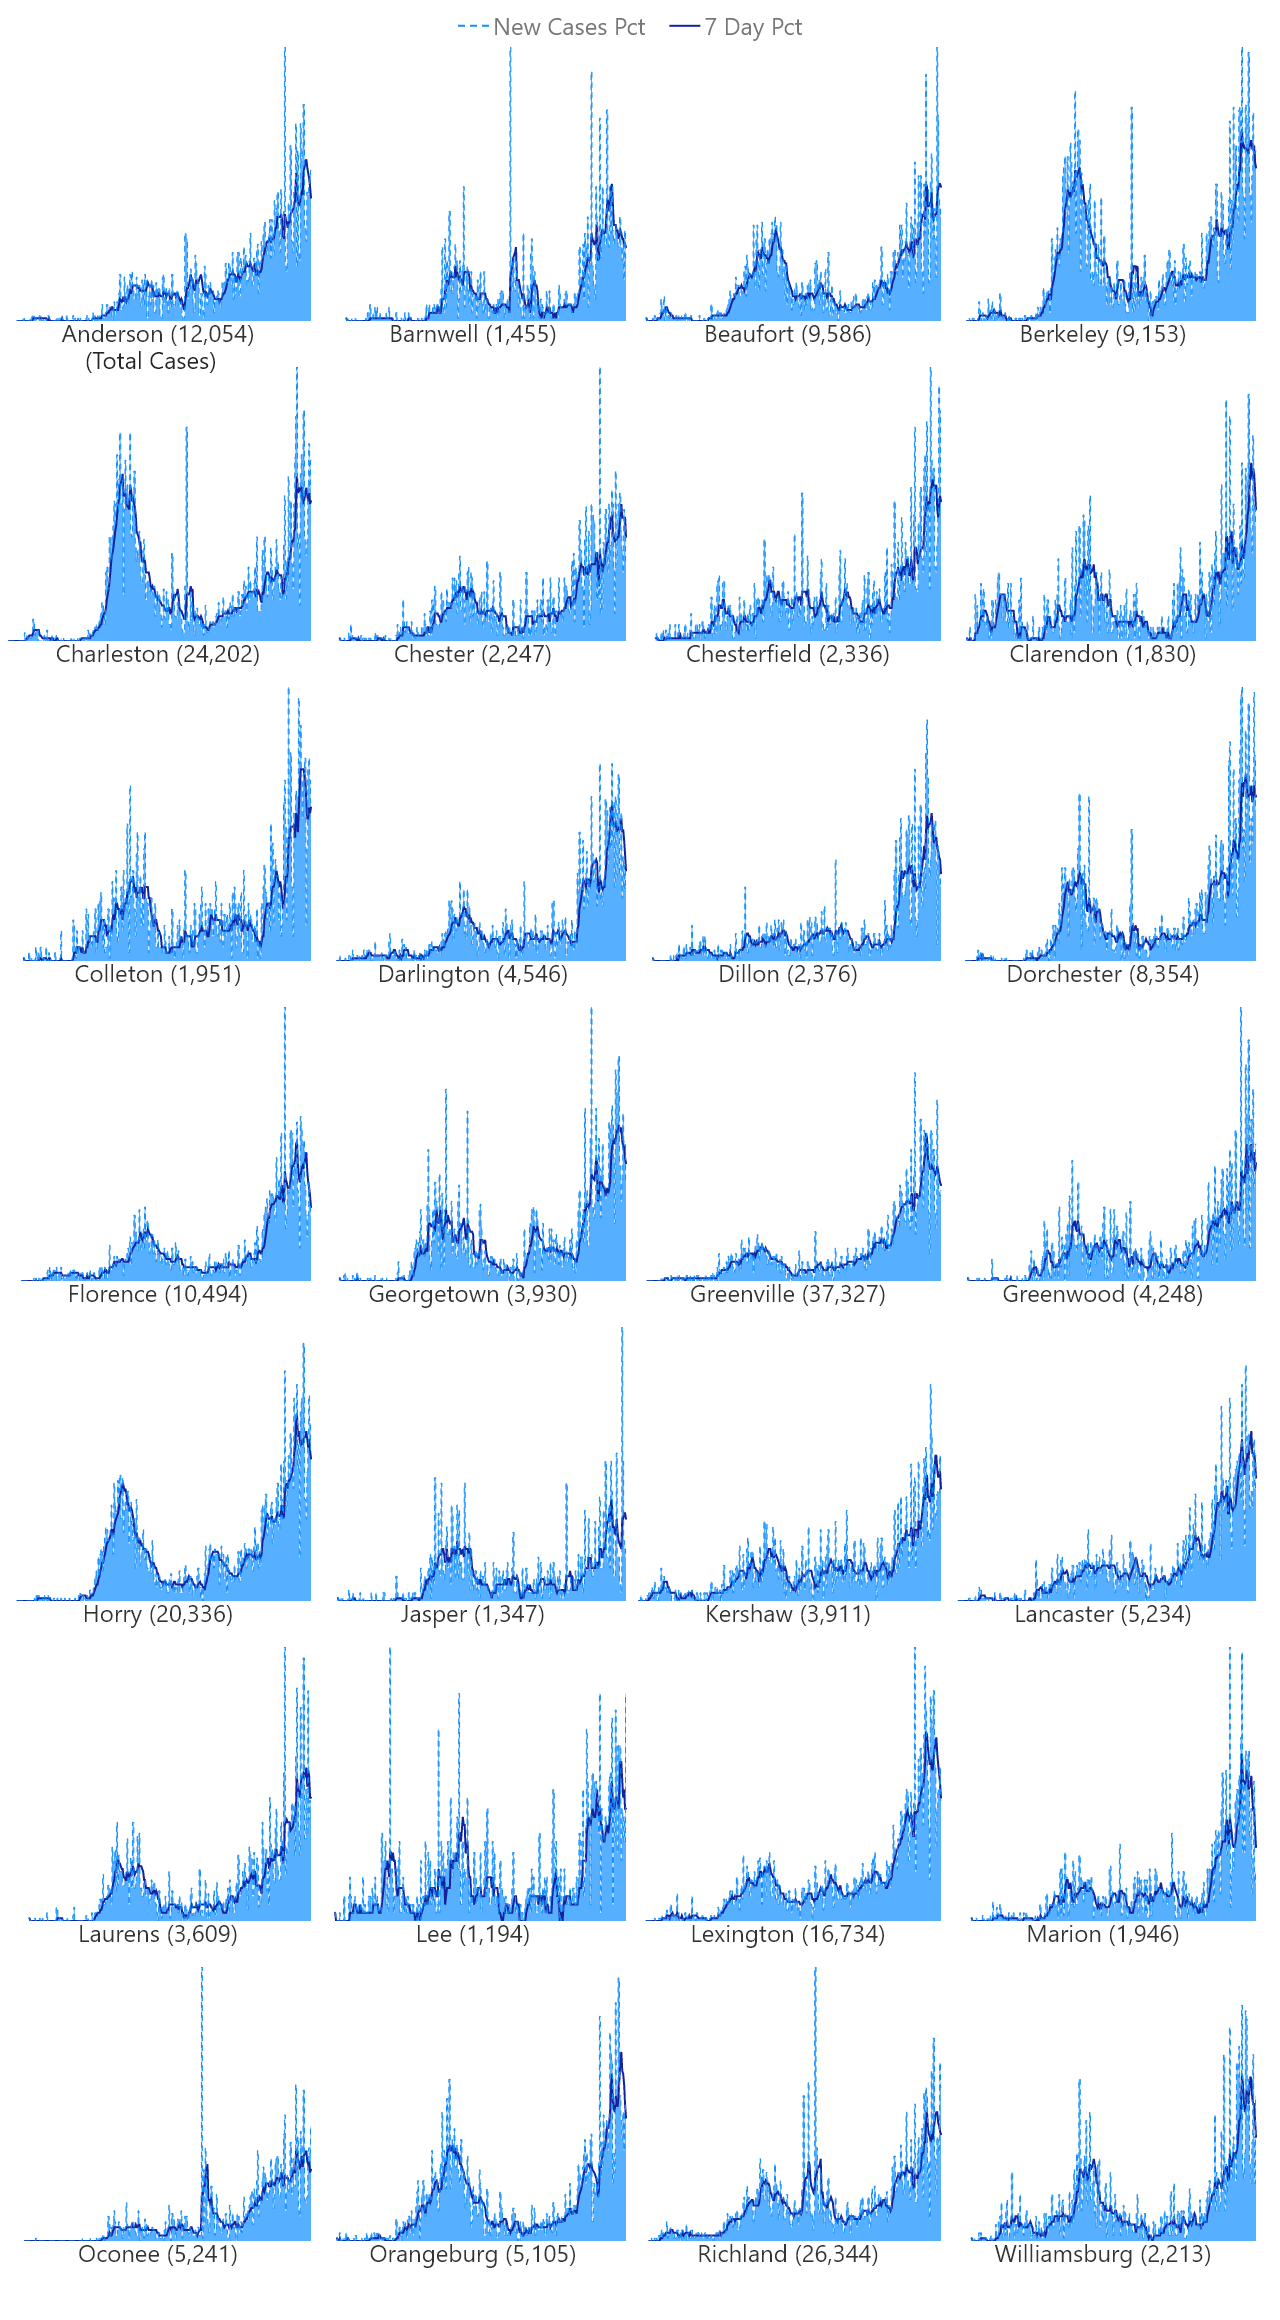 New Cases Pct 7 Day Pct
Anderson (12,054) Barnwell (1,455) Beaufort (9,586) Berkeley (9,153)
(Total Cases)
Charleston (24,202) Chester (2,247) Chesterfield (2,336) Clarendon (1,830)
Colleton (1,951) Darlington (4,546) Dillon (2,376) Dorchester (8,354)
Florence (10,494) Georgetown (3,930) Greenville (37,327) Greenwood (4,248)
Horry (20,336) Jasper (1,347) Kershaw (3,911) Lancaster (5,234)
Laurens (3,609) Lee (1,194) Lexington (16,734) Marion (1,946)
Oconee (5,241) Orangeburg (5,105) Richland (26,344) Williamsburg (2,213)